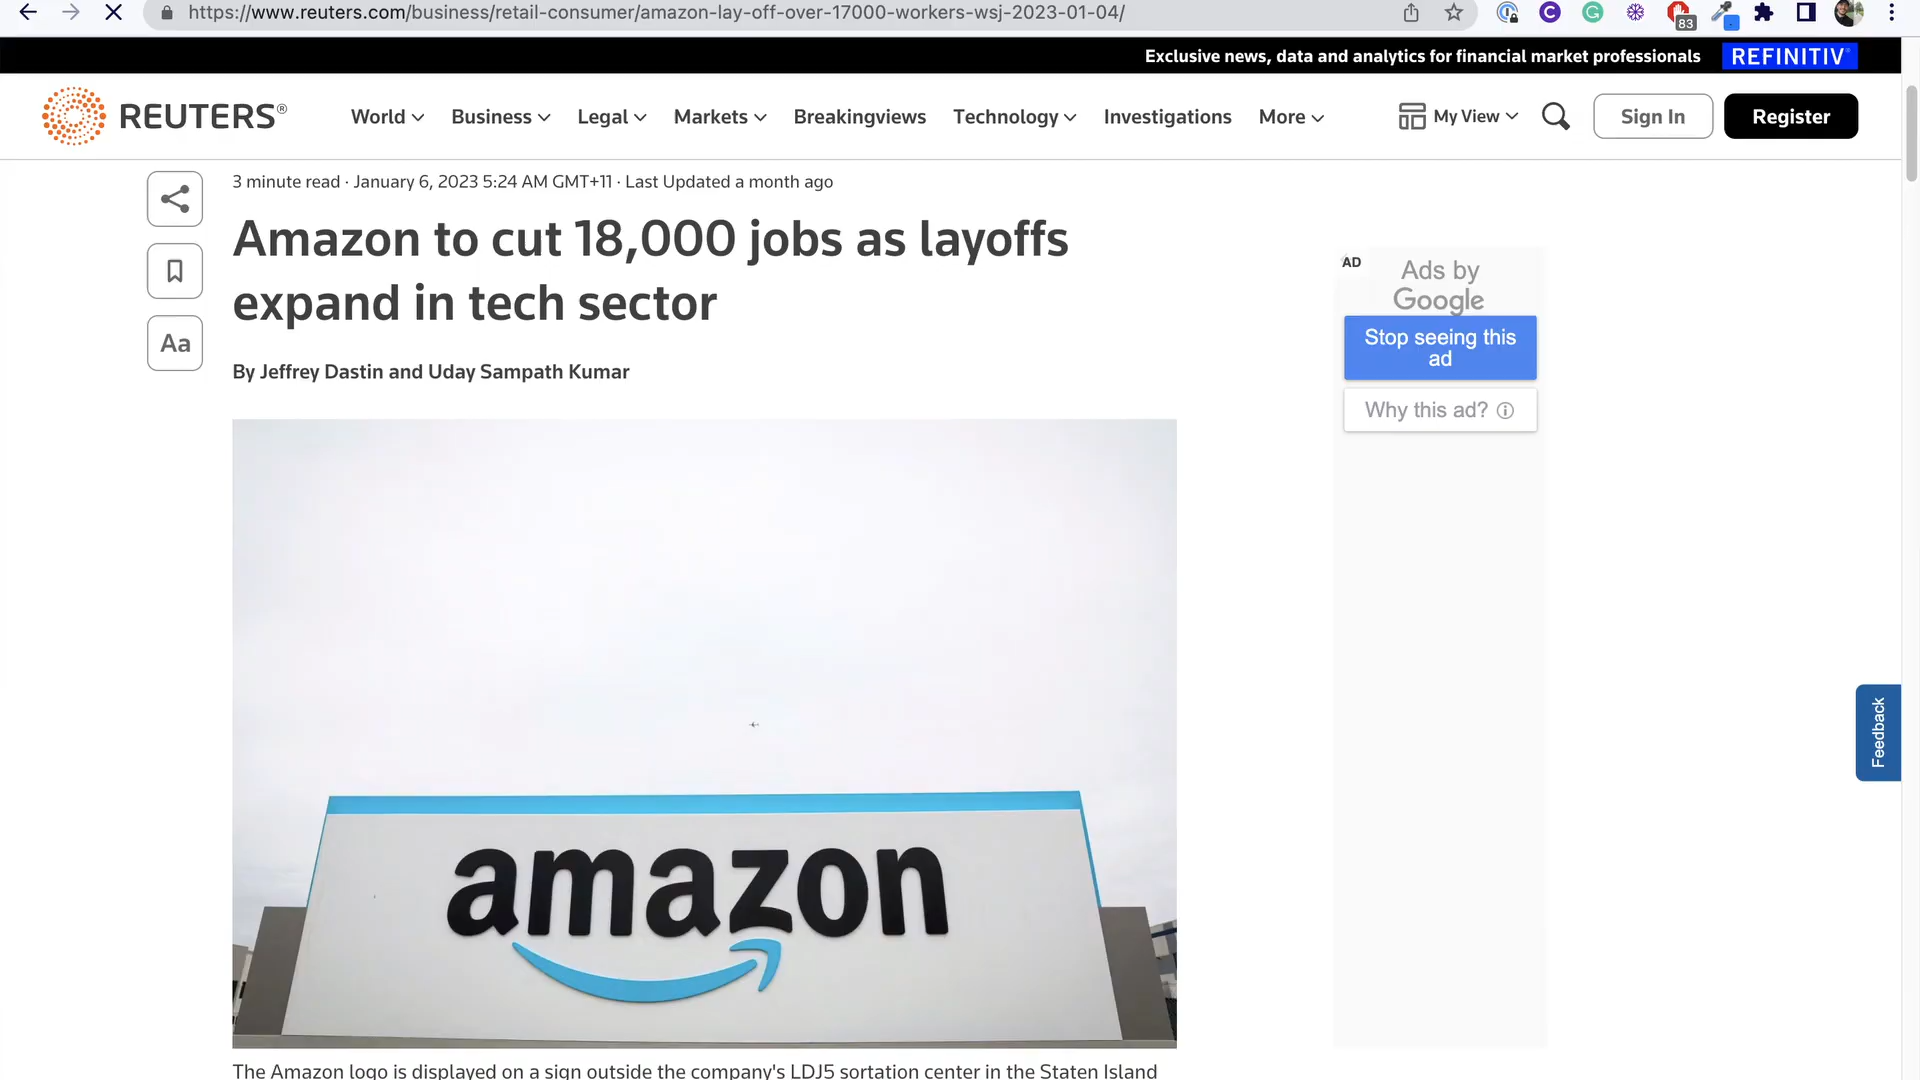 https://www.reuters.com/business/retail-consumer/amazon-lay-off-over-17000-workers-wsj-2023-01-04/
83
Exclusive news, data and analytics for financial market professionals REFINITIV
REUTERS®
World Business Legal Markets Breakingviews Technology Investigations More My View Sign In Register
3 minute read · January 6, 2023 5:24 AM GMT+11 · Last Updated a month ago
Amazon to cut 18,000 jobs as layoffs
expand in tech sector
Aa
By Jeffrey Dastin and Uday Sampath Kumar
AD
Ads by
Google
Stop seeing this
ad
Why this ad?
Feedback
amazon
The Amazon logo is displayed on a sign outside the company's LDJ5 sortation center in the Staten Island